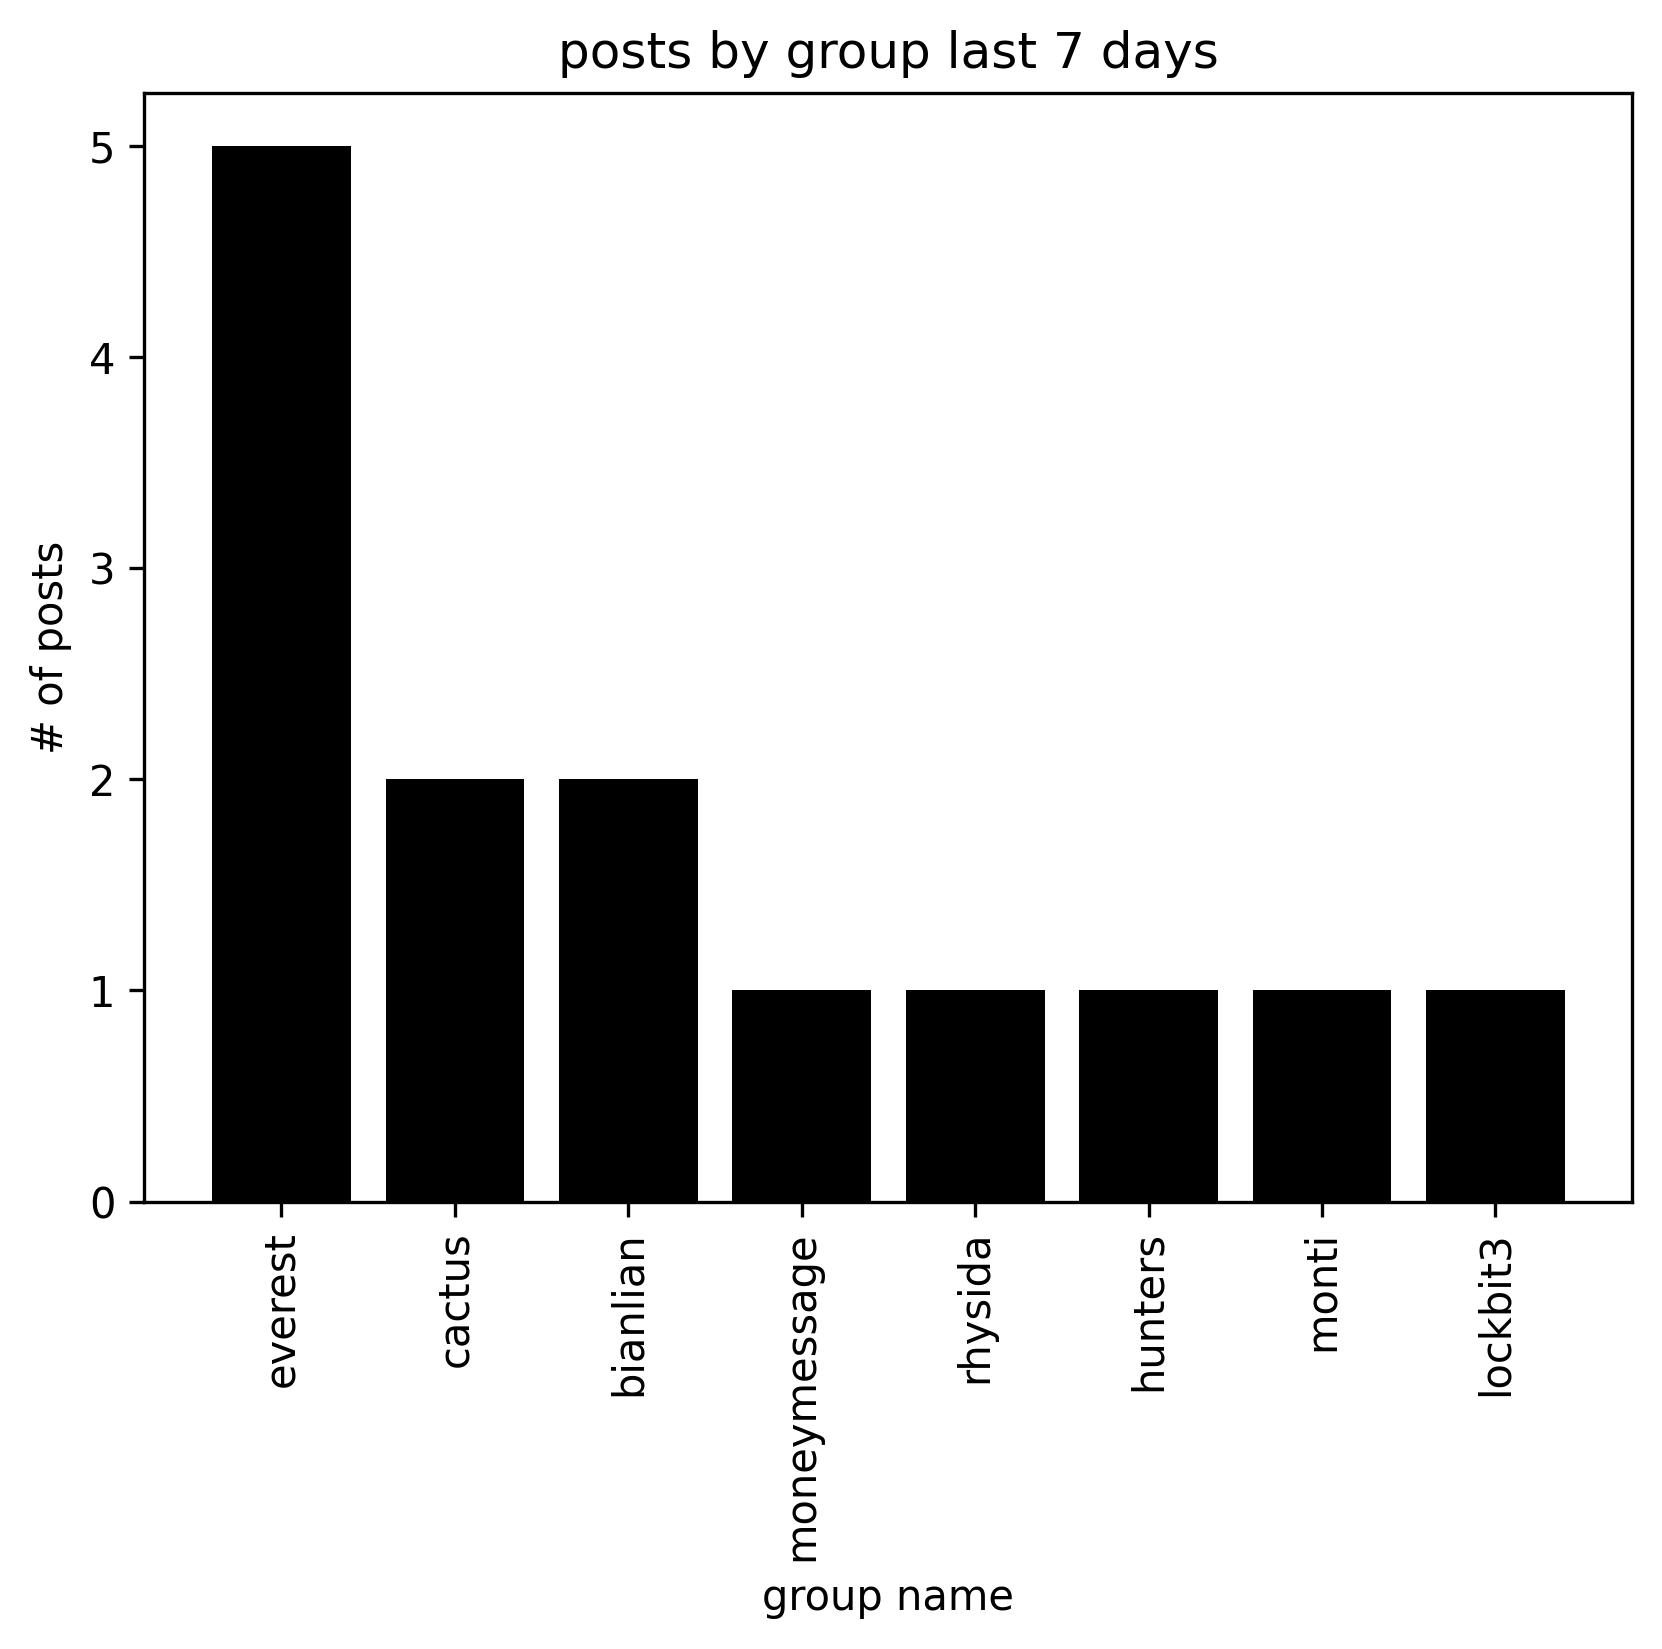 posts by group last 7 days
# of posts
5
4
3
2
1
0
everest
cactus
bianlian
moneymessage
rhysida
hunters
monti
lockbit3
group name